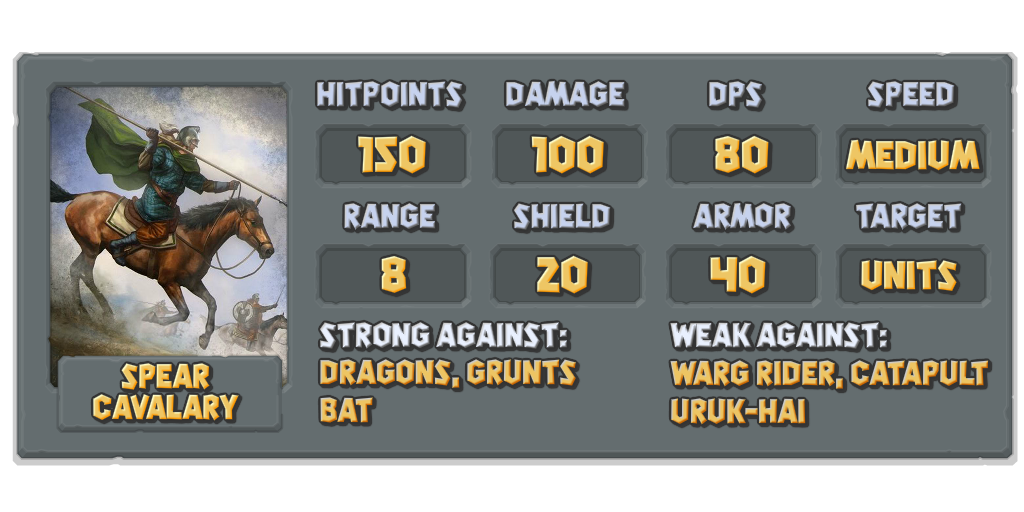 HITPOINTS DAMAGE DPS SPEED
150 100 80 MEDIUM
RANGE SHIELD ARMOR TARGET
8 20 40 UNITS
STRONG AGAINST:
DRAGONS, GRUNTS
BAT
WEAK AGAINST:
WARG RIDER, CATAPULT
URUK-HAI
SPEAR
CAVALARY